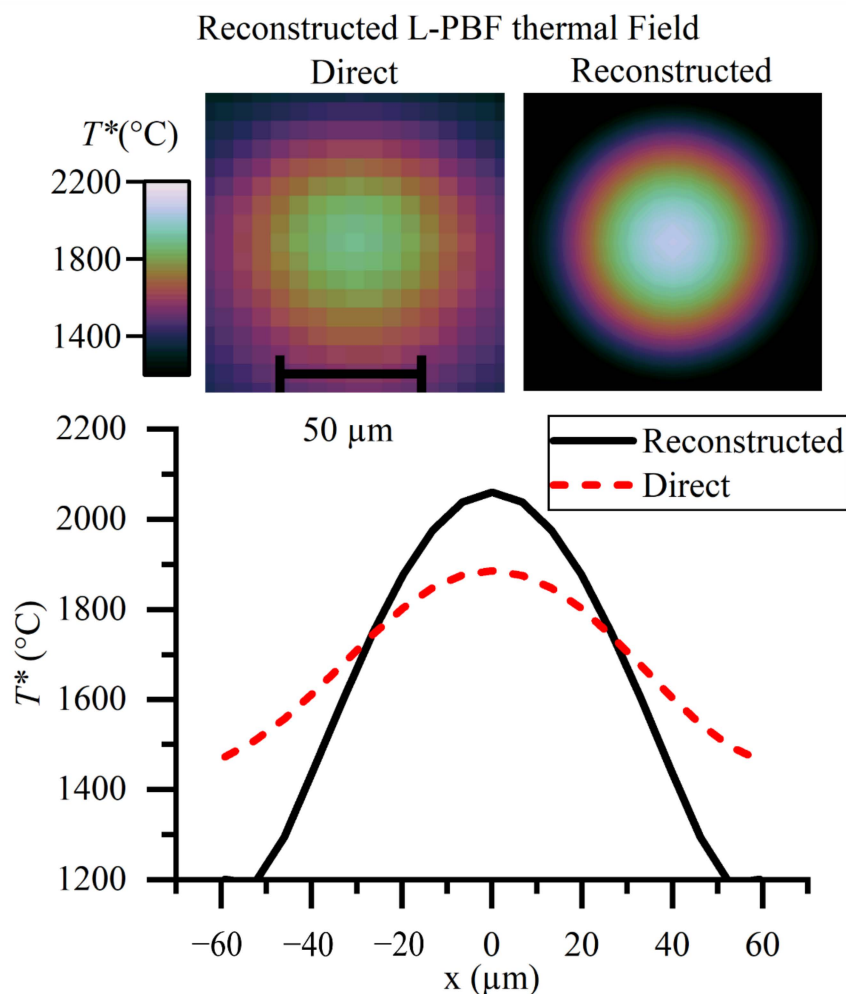 Reconstructed L-PBF thermal Field
Direct
Reconstructed
T*(°C)
2200
1800
1400
50 µm
Reconstructed
Direct
2200
2000
1800
1600
1400
1200
T* (°C)
−60
−40
−20
0
20
40
60
x (µm)